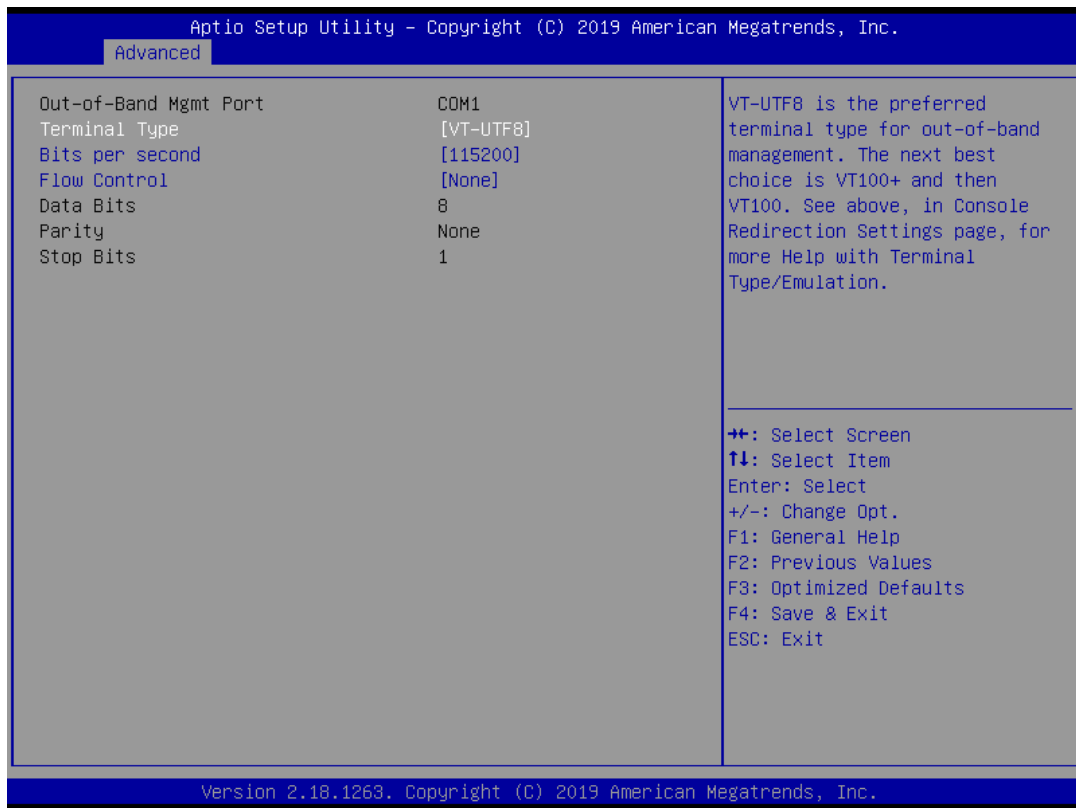 Aptio Setup Utility – Copyright (C) 2019 American Megatrends, Inc.
Advanced
Out-of-Band Mgmt Port COM1
Terminal Type [VT-UTF8]
Bits per second [115200]
Flow Control [None]
Data Bits 8
Parity None
Stop Bits 1
VT-UTF8 is the preferred
terminal type for out-of-band
management. The next best
choice is VT100+ and then
VT100. See above, in Console
Redirection Settings page, for
more Help with Terminal
Type/Emulation.
→←: Select Screen
↑↓: Select Item
Enter: Select
+/-: Change Opt.
F1: General Help
F2: Previous Values
F3: Optimized Defaults
F4: Save & Exit
ESC: Exit
Version 2.18.1263. Copyright (C) 2019 American Megatrends, Inc.